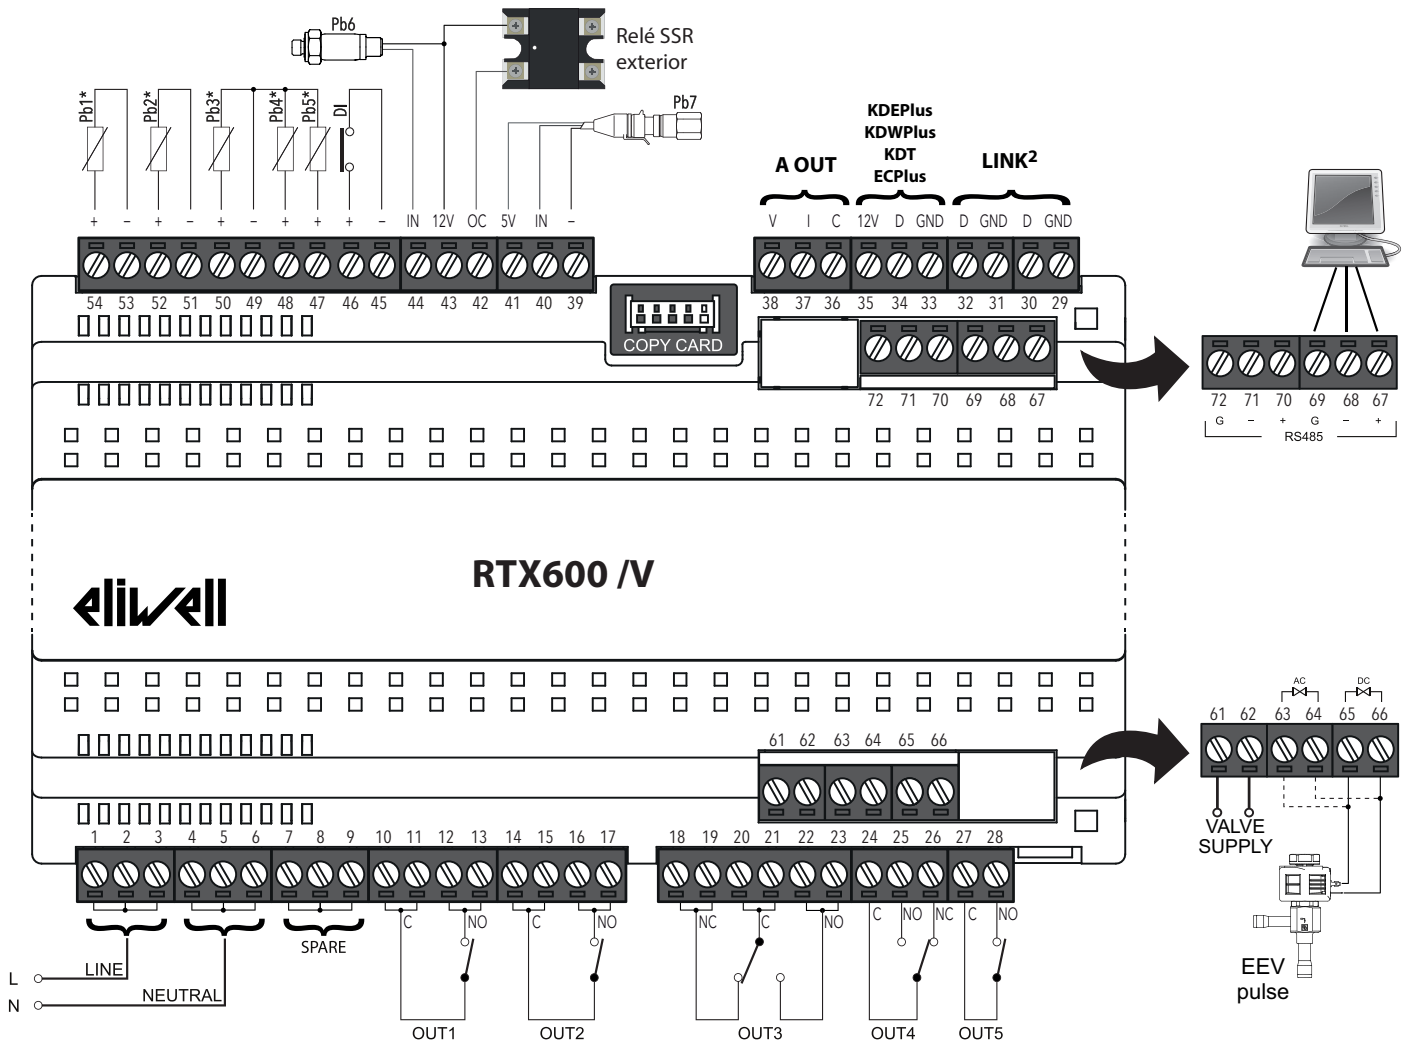 Pb6
Relé SSR
exterior
Pb1*
Pb2*
Pb3*
Pb4*
Pb5*
DI
Pb7
KDEPlus
KDWPlus
KDT
ECPlus
A OUT
LINK2
+ – + – + – + + + – IN 12V OC 5V IN –
V I C 12V D GND D GND D GND
54 53 52 51 50 49 48 47 46 45 44 43 42 41 40 39
38 37 36 35 34 33 32 31 30 29
COPY CARD
72 71 70 69 68 67
72 71 70 69 68 67
G – + G – +
RS485
eliwell
RTX600 /V
AC
DC
61 62 63 64 65 66
61 62 63 64 65 66
VALVE
SUPPLY
EEV
pulse
1 2 3 4 5 6 7 8 9 10 11 12 13 14 15 16 17
18 19 20 21 22 23 24 25 26 27 28
C NO C NO NC C NO C NO NC C NO
SPARE
L
LINE
N
NEUTRAL
OUT1
OUT2
OUT3
OUT4
OUT5